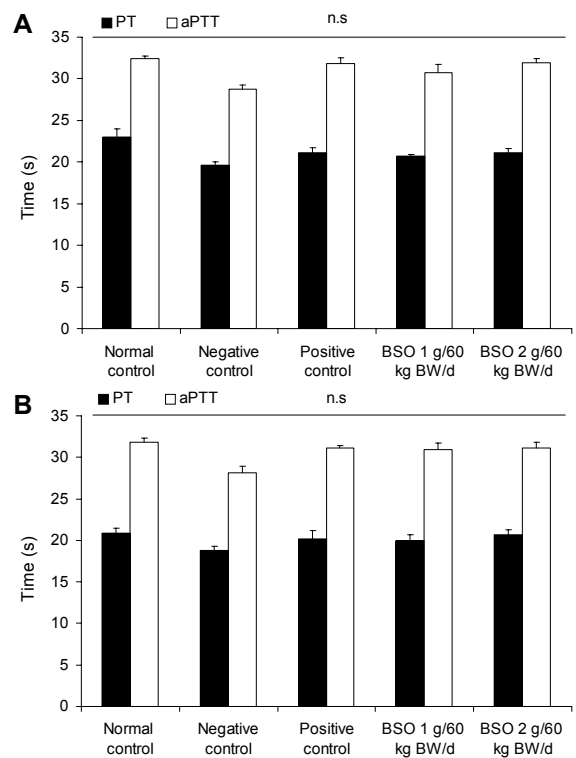 A
PT aPTT n.s
35
30
25
20
15
10
5
0
Time (s)
Normal control
Negative control
Positive control
BSO 1 g/60 kg BW/d
BSO 2 g/60 kg BW/d
B
PT aPTT n.s
35
30
25
20
15
10
5
0
Time (s)
Normal control
Negative control
Positive control
BSO 1 g/60 kg BW/d
BSO 2 g/60 kg BW/d